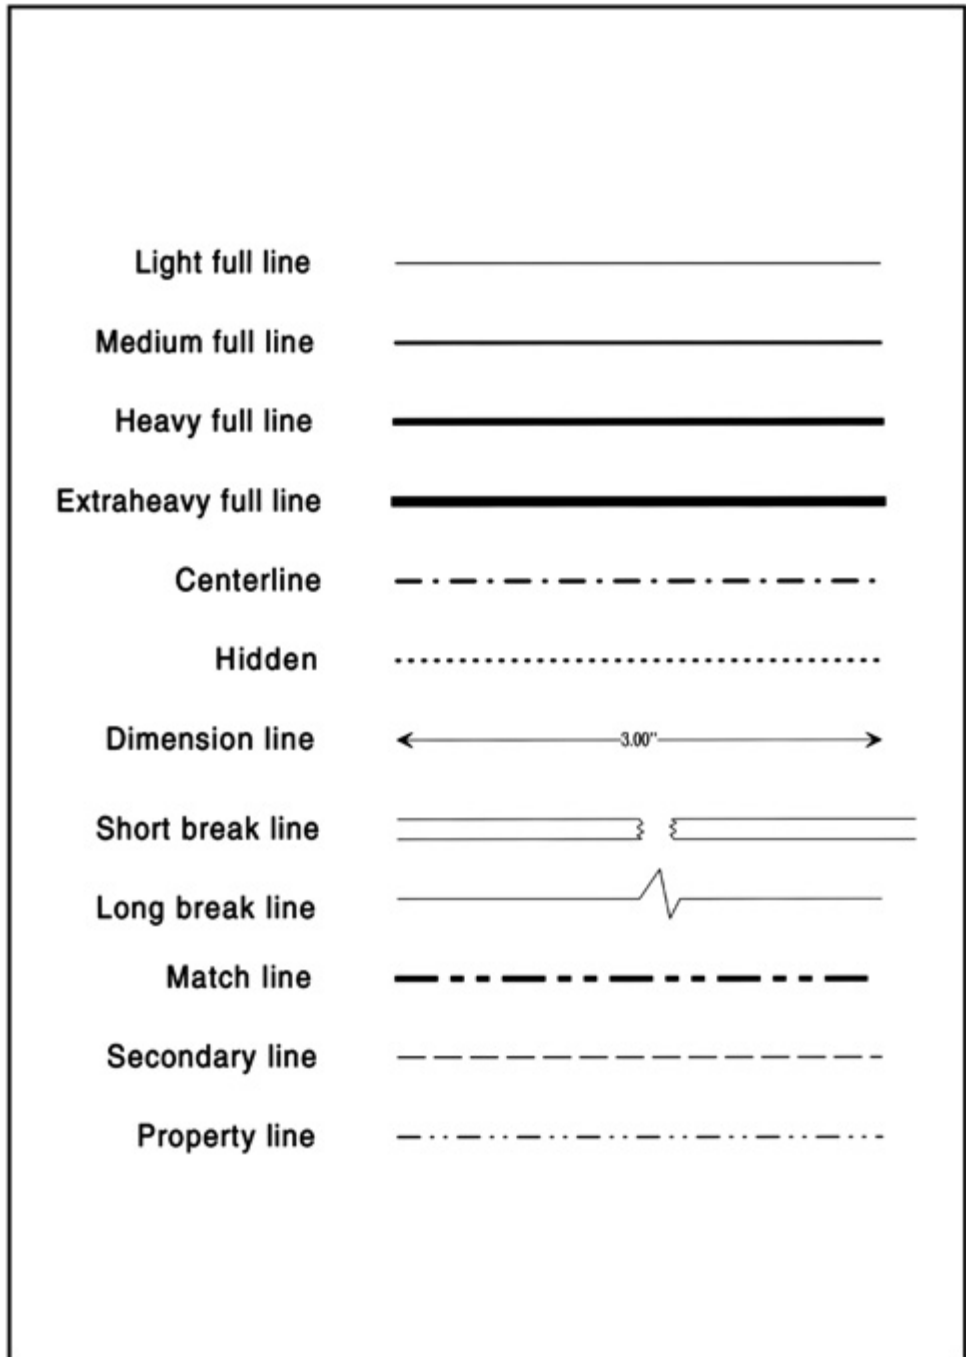 Light full line
Medium full line
Heavy full line
Extraheavy full line
Centerline
Hidden
Dimension line
3.00"
Short break line
Long break line
Match line
Secondary line
Property line